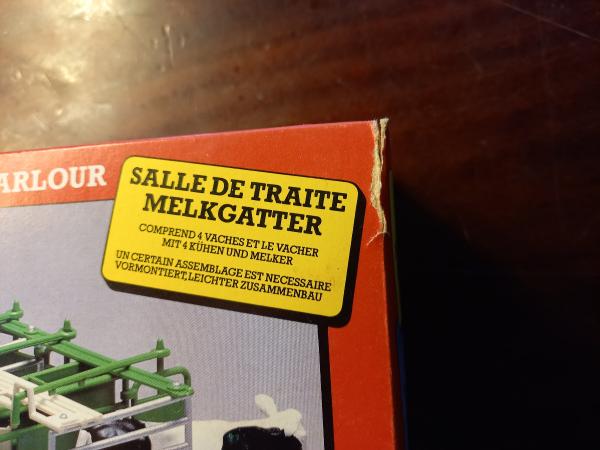 ARLOUR
SALLE DE TRAITE
MELKGATTER
COMPREND 4 VACHES ET LE VACHER
MIT 4 KÜHEN UND MELKER
UN CERTAIN ASSEMBLAGE EST NECESSAIRE
VORMONTIERT, LEICHTER ZUSAMMENBAU